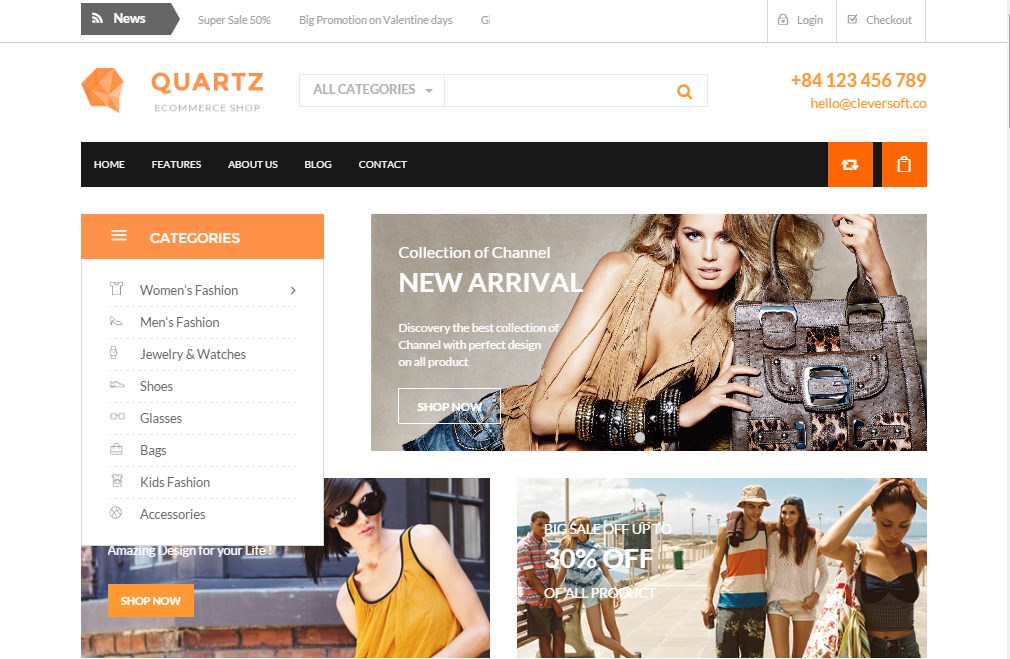 News
Super Sale 50%
Big Promotion on Valentine days
Login
Checkout
QUARTZ
ECOMMERCE SHOP
ALL CATEGORIES
+84 123 456 789
hello@cleversoft.co
HOME
FEATURES
ABOUT US
BLOG
CONTACT
CATEGORIES
Women's Fashion
Men's Fashion
Jewelry & Watches
Shoes
Glasses
Bags
Kids Fashion
Accessories
Collection of Channel
NEW ARRIVAL
Discovery the best collection of
Channel with perfect design
on all product
SHOP NOW
Amazing Design for your Life !
SHOP NOW
BIG SALE OFF UP TO
30% OFF
OF ALL PRODUCT